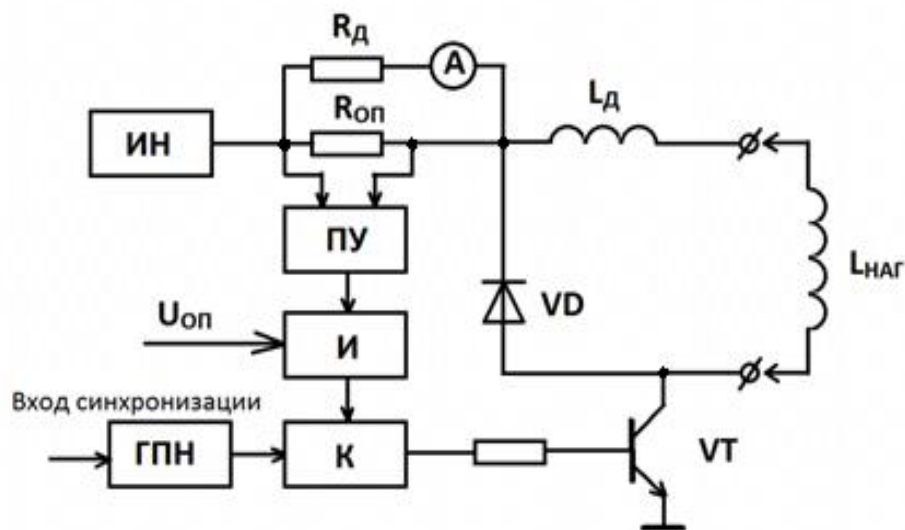 RД
A
LД
RОП
ИН
ПУ
LНАГ
VD
UОП
И
Вход синхронизации
ГПН
К
VT